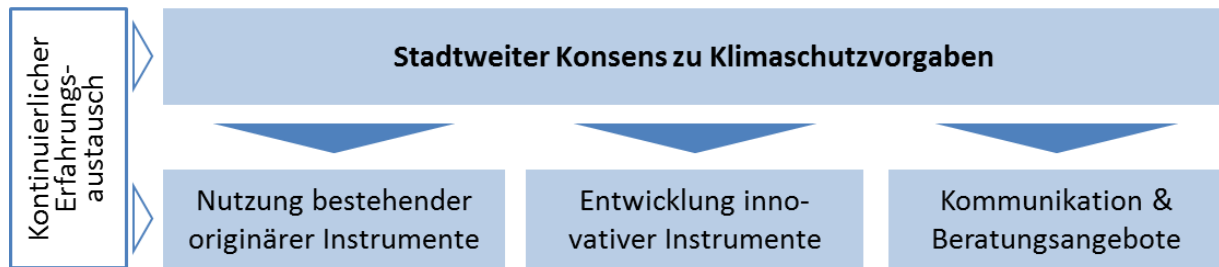 Kontinuierlicher
Erfahrungs-
austausch
Stadtweiter Konsens zu Klimaschutzvorgaben
Nutzung bestehender
originärer Instrumente
Entwicklung inno-
vativer Instrumente
Kommunikation &
Beratungsangebote